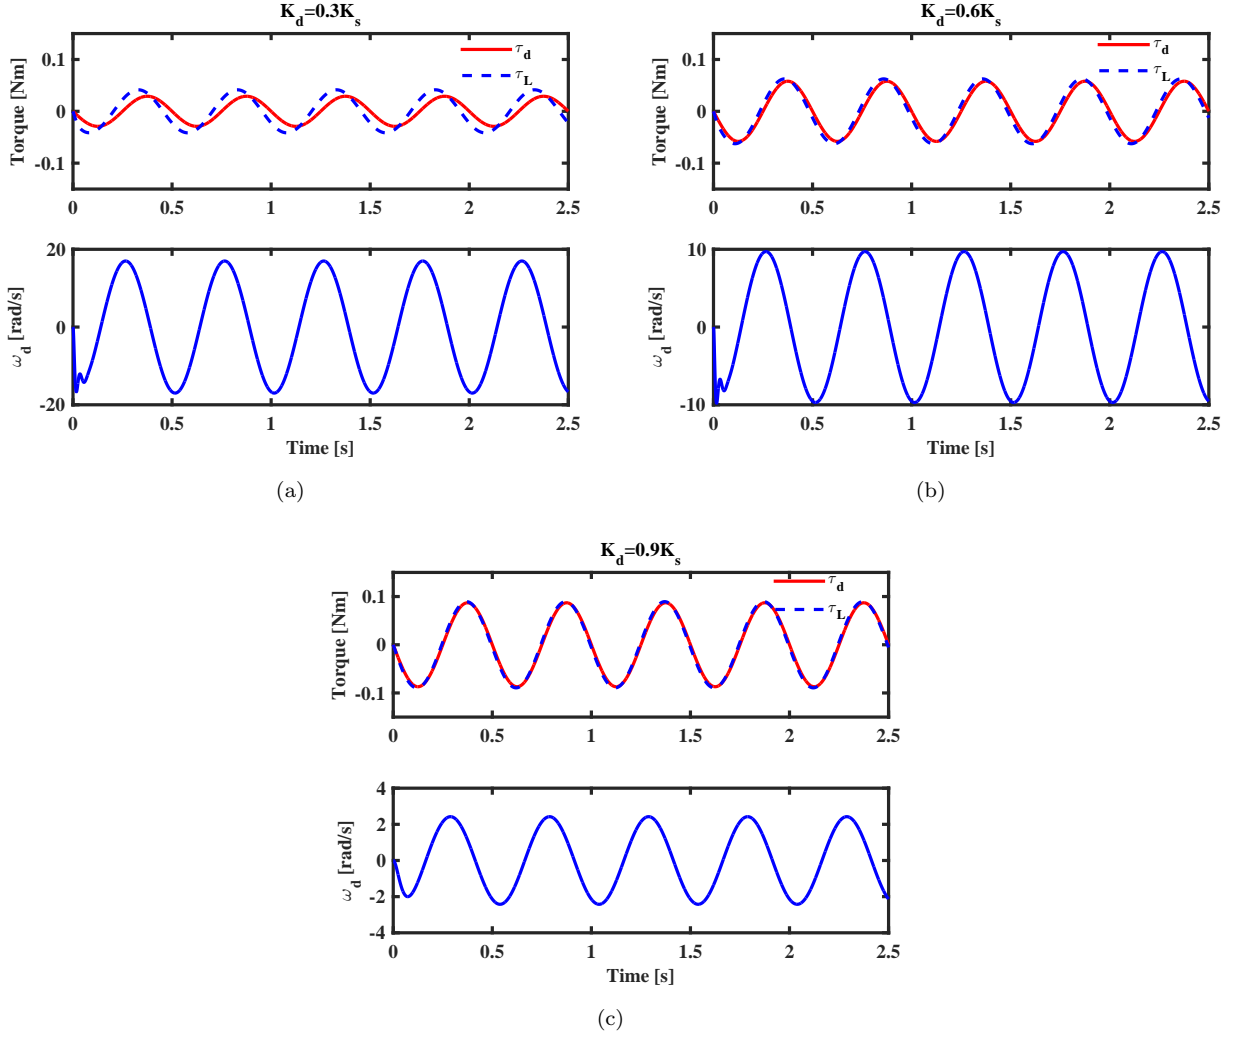 K_d=0.3K_s
Torque [Nm]
0.1
0
-0.1
τ_d
τ_L
0 0.5 1 1.5 2 2.5
ω_d [rad/s]
20
0
-20
0 0.5 1 1.5 2 2.5
Time [s]
(a)
K_d=0.6K_s
Torque [Nm]
0.1
0
-0.1
τ_d
τ_L
0 0.5 1 1.5 2 2.5
ω_d [rad/s]
10
0
-10
0 0.5 1 1.5 2 2.5
Time [s]
(b)
K_d=0.9K_s
Torque [Nm]
0.1
0
-0.1
τ_d
τ_L
0 0.5 1 1.5 2 2.5
ω_d [rad/s]
4
2
0
-2
-4
0 0.5 1 1.5 2 2.5
Time [s]
(c)